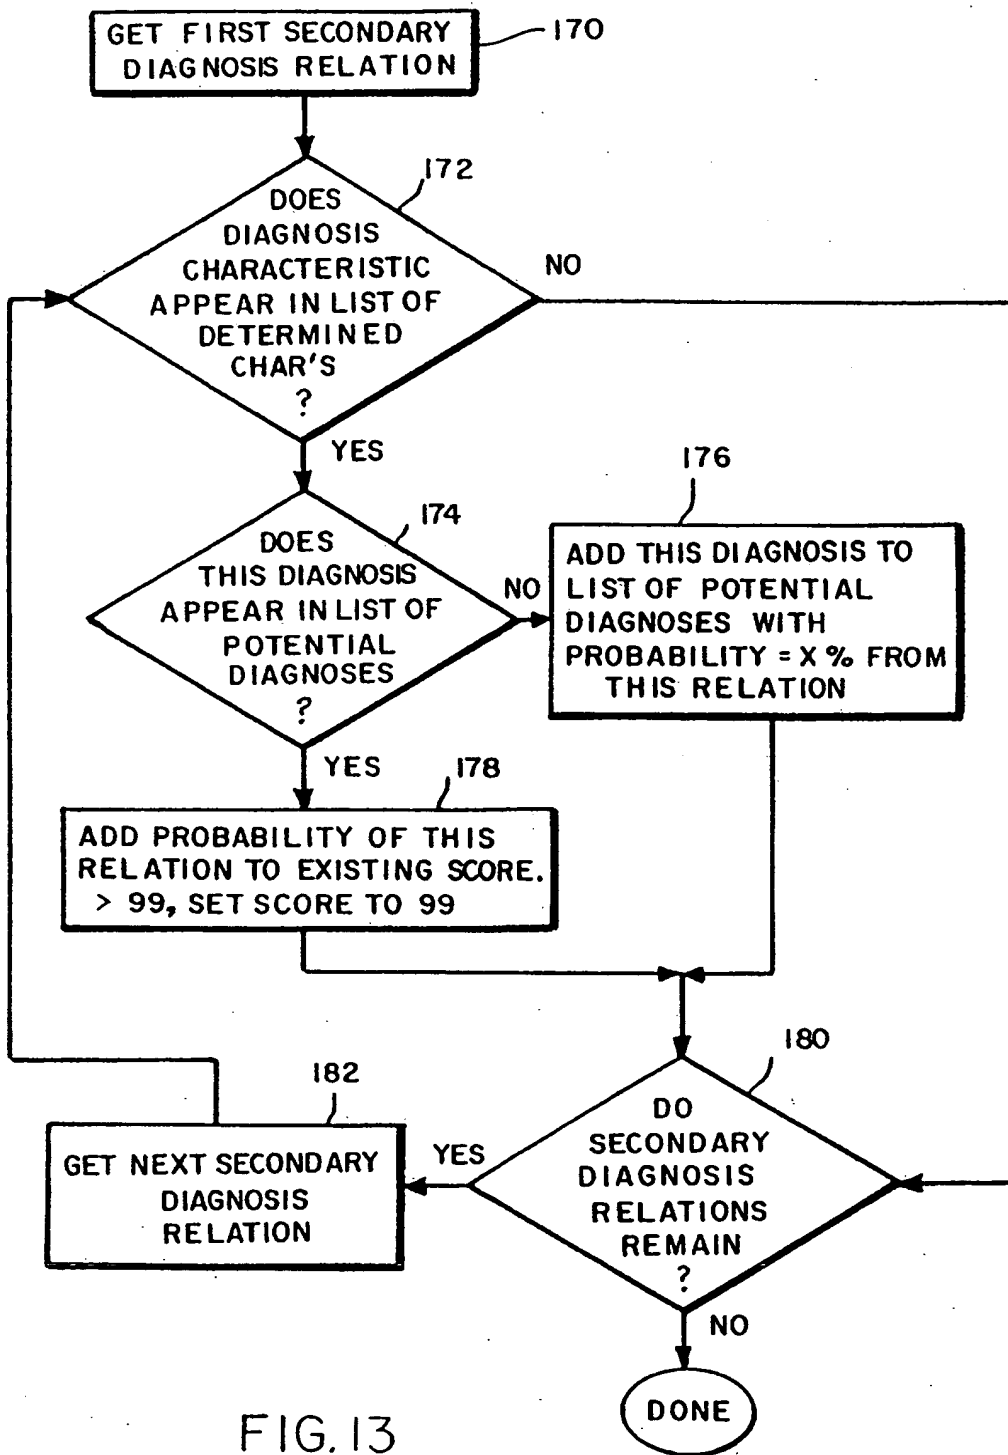 GET FIRST SECONDARY
DIAGNOSIS RELATION
170
172
DOES
DIAGNOSIS
CHARACTERISTIC
APPEAR IN LIST OF
DETERMINED
CHAR'S
?
NO
YES
174
DOES
THIS DIAGNOSIS
APPEAR IN LIST OF
POTENTIAL
DIAGNOSES
?
NO
176
ADD THIS DIAGNOSIS TO
LIST OF POTENTIAL
DIAGNOSES WITH
PROBABILITY = X % FROM
THIS RELATION
YES
178
ADD PROBABILITY OF THIS
RELATION TO EXISTING SCORE.
> 99, SET SCORE TO 99
180
DO
SECONDARY
DIAGNOSIS
RELATIONS
REMAIN
?
YES
182
GET NEXT SECONDARY
DIAGNOSIS
RELATION
NO
DONE
FIG. 13